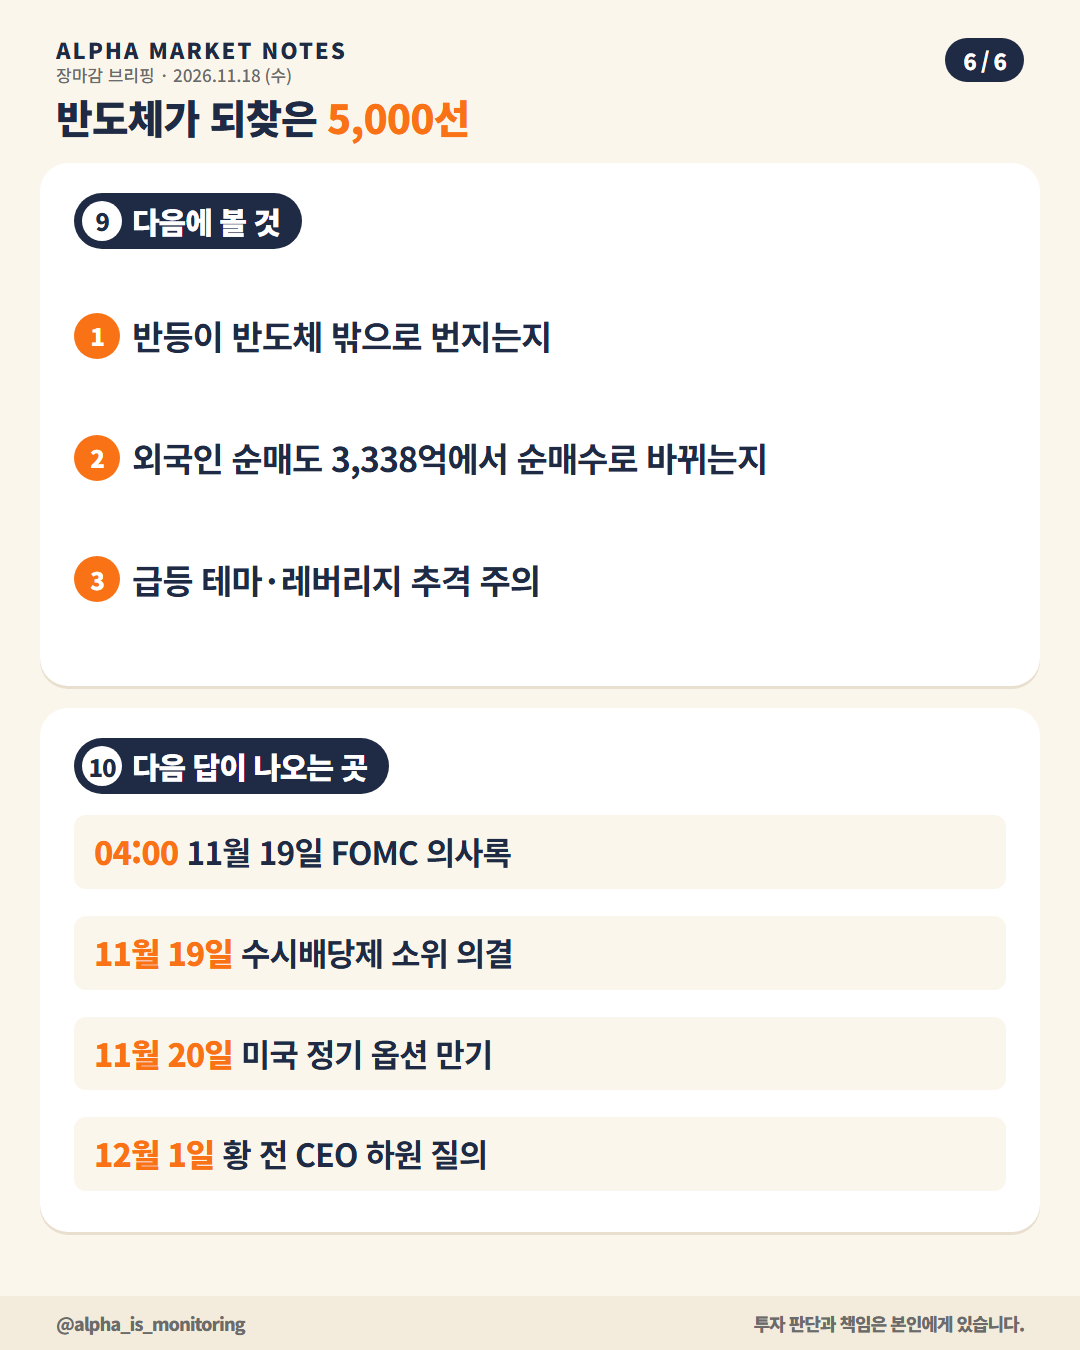 ALPHA MARKET NOTES
장마감 브리핑 · 2026.11.18 (수)
6/6
반도체가 되찾은 5,000선
9 다음에 볼 것
1 반등이 반도체 밖으로 번지는지
2 외국인 순매도 3,338억에서 순매수로 바뀌는지
3 급등 테마·레버리지 추격 주의
10 다음 답이 나오는 곳
04:00 11월 19일 FOMC 의사록
11월 19일 수시배당제 소위 의결
11월 20일 미국 정기 옵션 만기
12월 1일 황 전 CEO 하원 질의
@alpha_is_monitoring
투자 판단과 책임은 본인에게 있습니다.